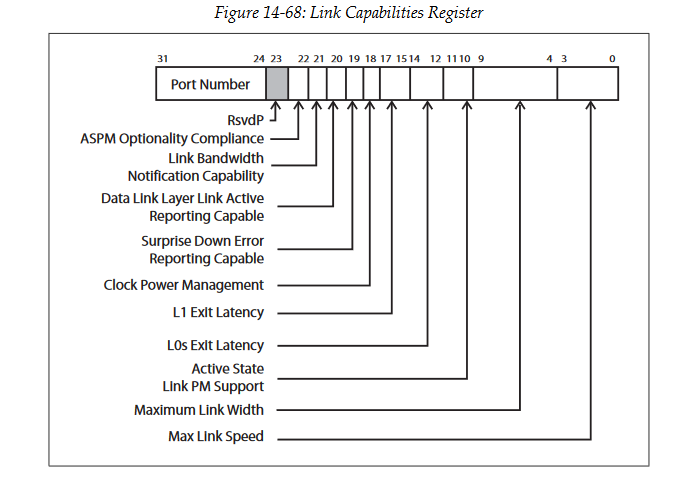 Figure 14-68: Link Capabilities Register
31 24 23 22 21 20 19 18 17 15 14 12 11 10 9 4 3 0
Port Number
RsvdP
ASPM Optionality Compliance
Link Bandwidth
Notification Capability
Data Link Layer Link Active
Reporting Capable
Surprise Down Error
Reporting Capable
Clock Power Management
L1 Exit Latency
L0s Exit Latency
Active State
Link PM Support
Maximum Link Width
Max Link Speed